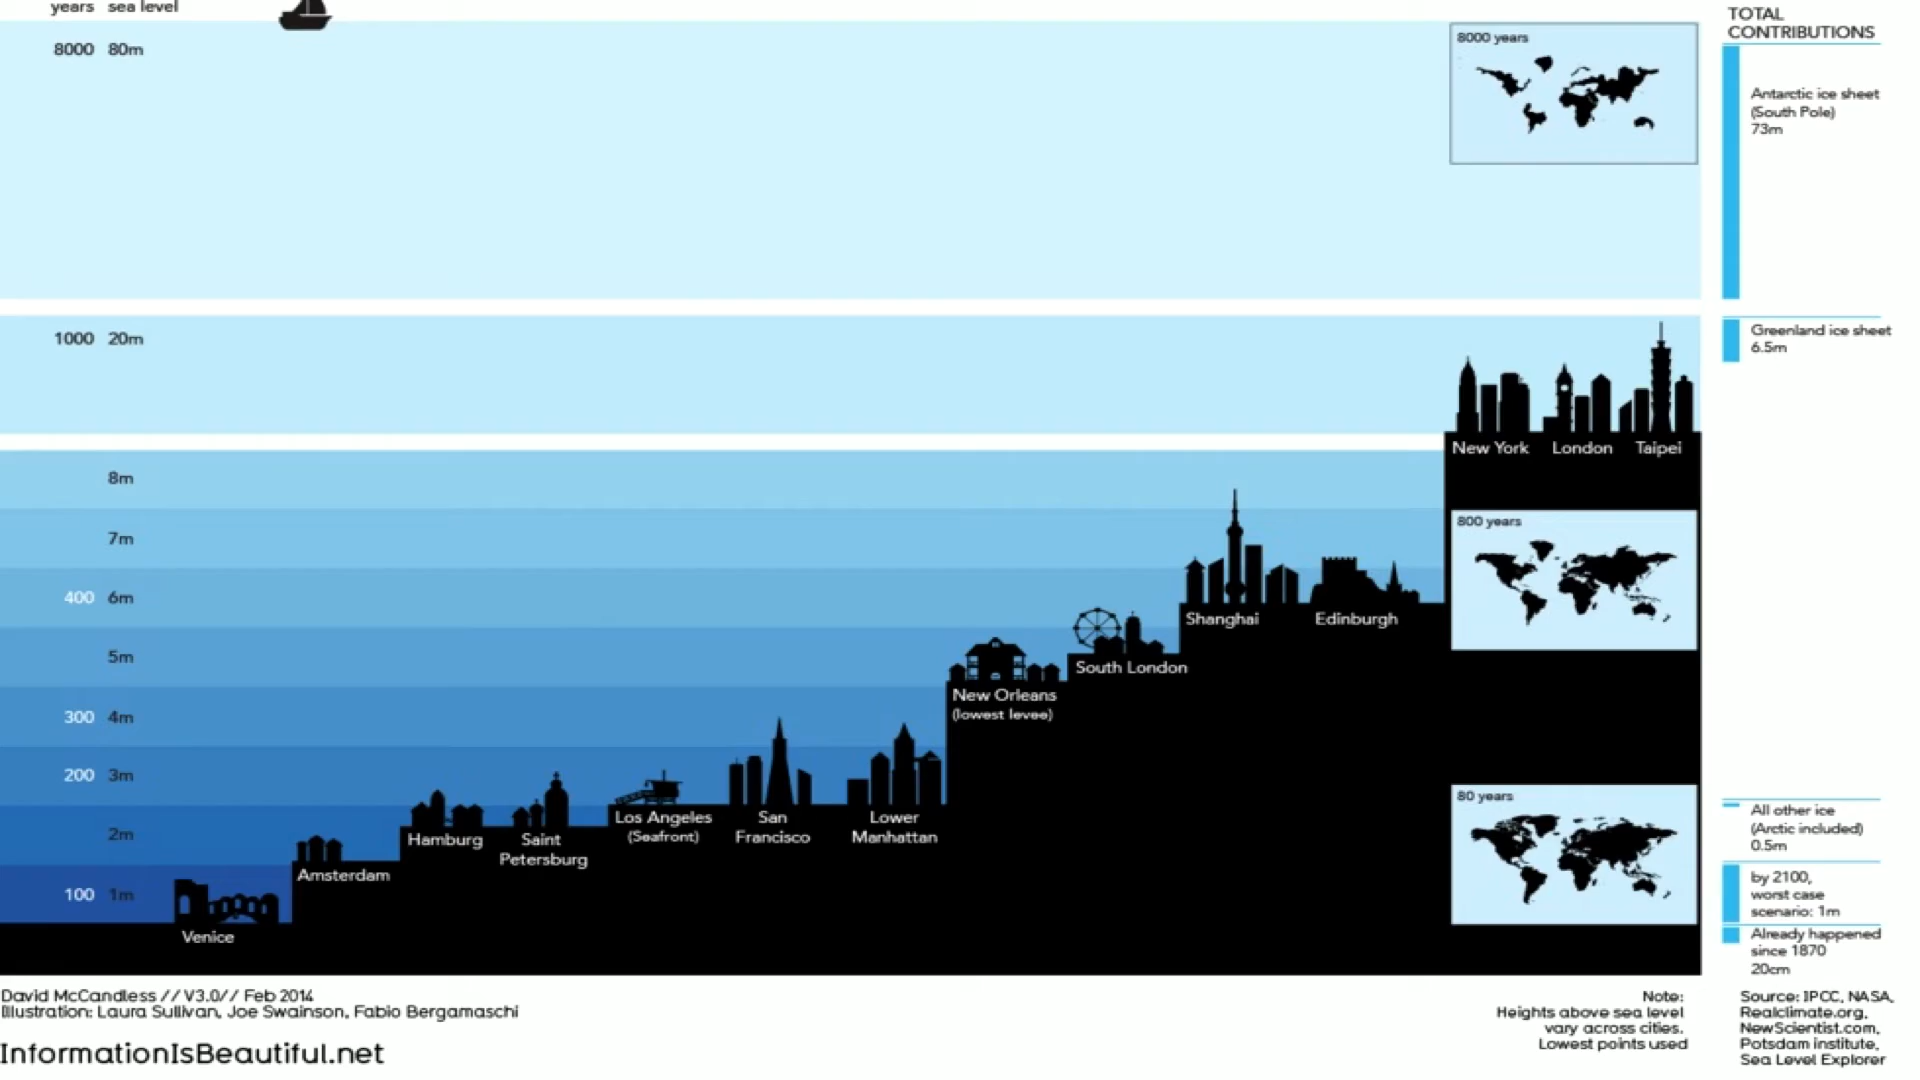 years sea level
8000 80m
8000 years
TOTAL
CONTRIBUTIONS
Antarctic ice sheet
(South Pole)
73m
1000 20m
Greenland ice sheet
6.5m
New York London Taipei
8m
7m
400 6m
5m
300 4m
200 3m
2m
100 1m
800 years
Shanghai Edinburgh
South London
New Orleans
(lowest levee)
80 years
Los Angeles
(Seafront)
San
Francisco
Lower
Manhattan
Hamburg
Saint
Petersburg
Amsterdam
Venice
All other ice
(Arctic included)
0.5m
by 2100,
worst case
scenario: 1m
Already happened
since 1870
20cm
David McCandless // V3.0// Feb 2014
Illustration: Laura Sullivan, Joe Swainson, Fabio Bergamaschi
InformationIsBeautiful.net
Note:
Heights above sea level
vary across cities.
Lowest points used
Source: IPCC, NASA,
Realclimate.org,
NewScientist.com,
Potsdam institute,
Sea Level Explorer